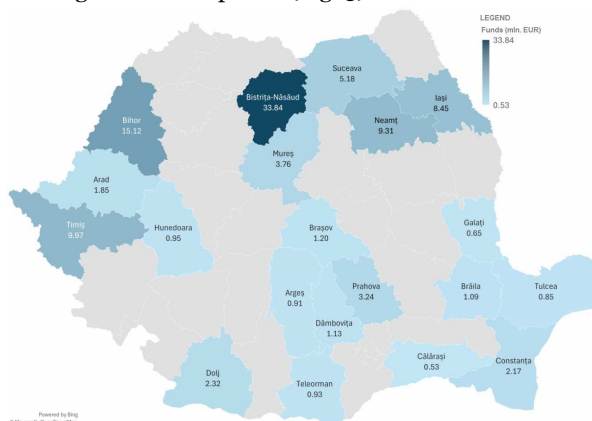 LEGEND
Funds (mln. EUR)
33.84
0.53
Suceava
5.18
Bistrița-Năsăud
33.84
Iași
8.45
Neamț
9.31
Bihor
15.12
Mureș
3.76
Arad
1.85
Timiș
9.97
Hunedoara
0.95
Brașov
1.20
Galați
0.65
Argeș
0.91
Prahova
3.24
Brăila
1.09
Tulcea
0.85
Dâmbovița
1.13
Călărași
0.53
Constanța
2.17
Dolj
2.32
Teleorman
0.93
Powered by Bing